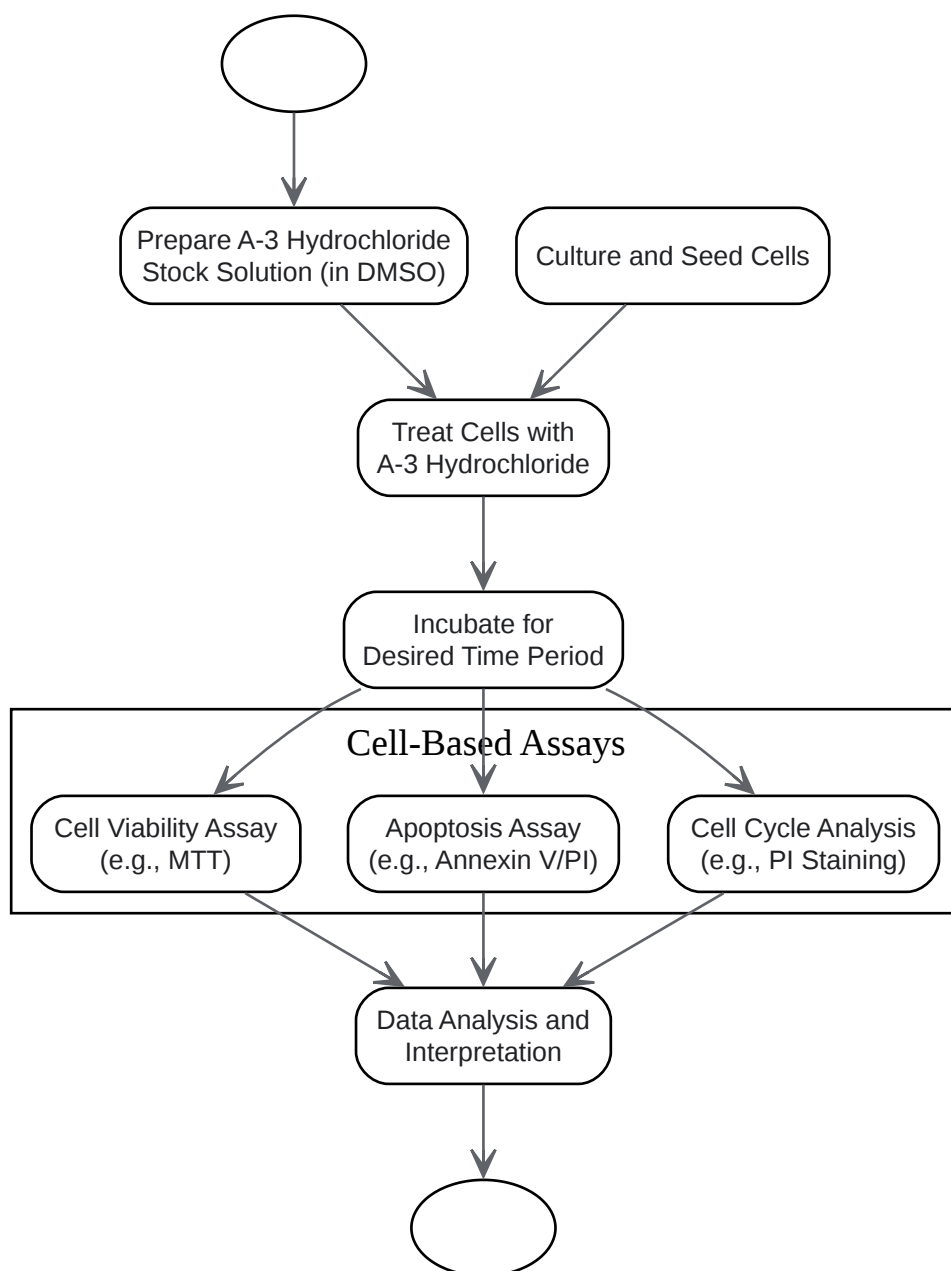 Prepare A-3 Hydrochloride
Stock Solution (in DMSO)
Culture and Seed Cells
Treat Cells with
A-3 Hydrochloride
Incubate for
Desired Time Period
Cell-Based Assays
Cell Viability Assay
(e.g., MTT)
Apoptosis Assay
(e.g., Annexin V/PI)
Cell Cycle Analysis
(e.g., PI Staining)
Data Analysis and
Interpretation